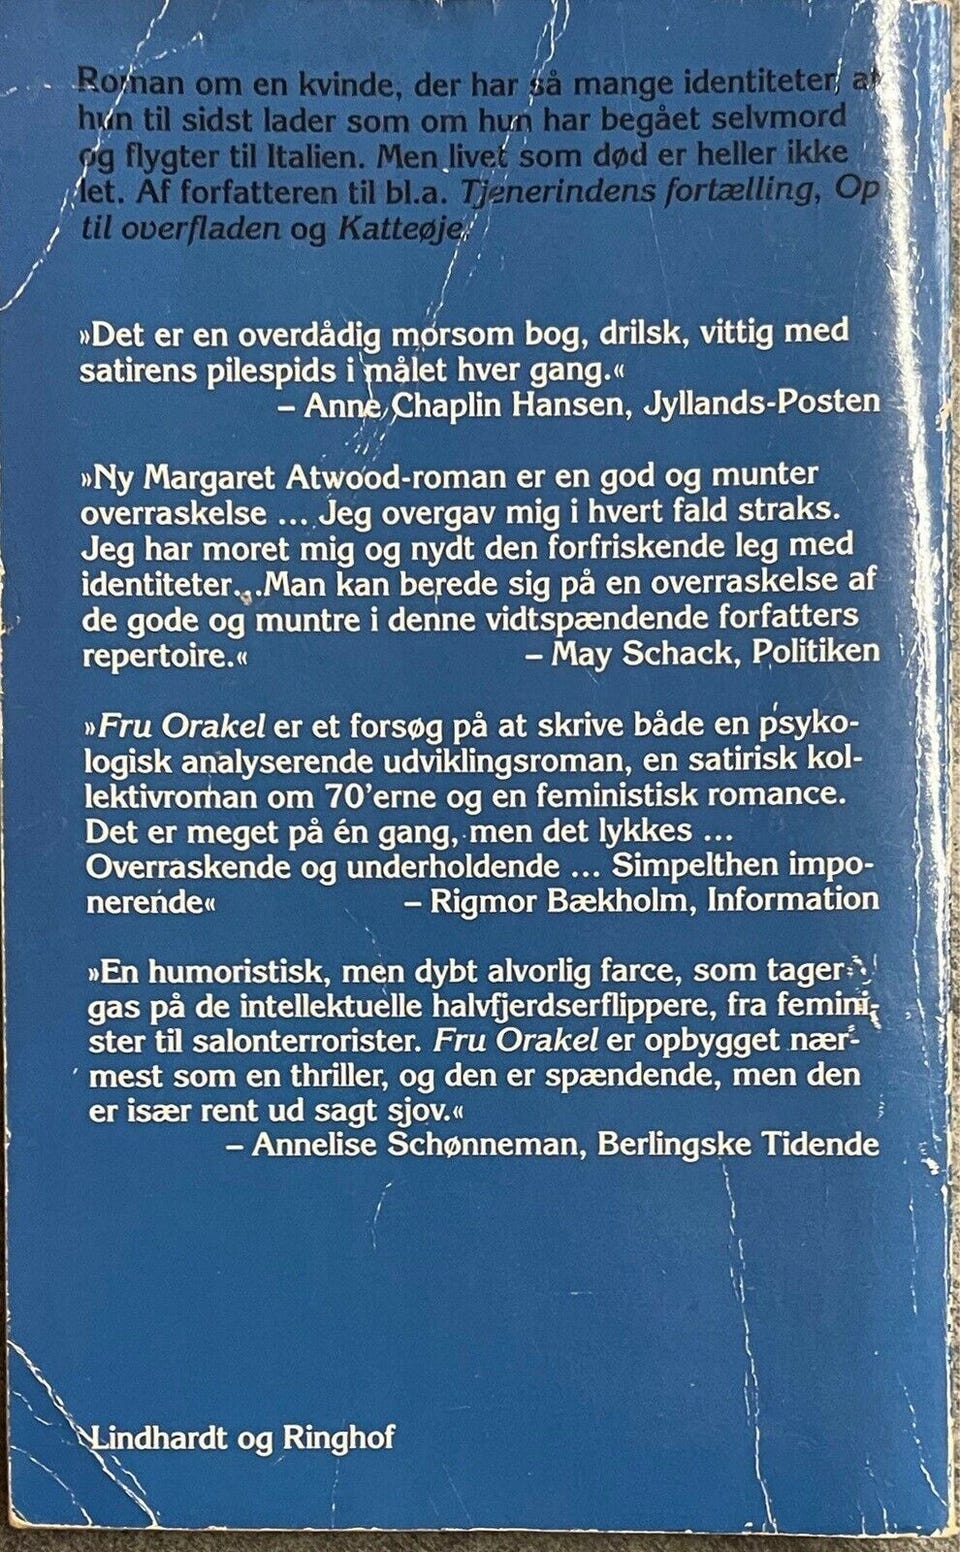 Roman om en kvinde, der har så mange identiteter, at
hun til sidst lader som om hun har begået selvmord
og flygter til Italien. Men livet som død er heller ikke
let. Af forfatteren til bl.a. Tjenerindens fortælling, Op
til overfladen og Katteøje.
»Det er en overdådig morsom bog, drilsk, vittig med
satirens pilespids i målet hver gang.«
– Anne Chaplin Hansen, Jyllands-Posten
»Ny Margaret Atwood-roman er en god og munter
overraskelse ... Jeg overgav mig i hvert fald straks.
Jeg har moret mig og nydt den forfriskende leg med
identiteter...Man kan berede sig på en overraskelse af
de gode og muntre i denne vidtspændende forfatters
repertoire.« – May Schack, Politiken
»Fru Orakel er et forsøg på at skrive både en psyko-
logisk analyserende udviklingsroman, en satirisk kol-
lektivroman om 70'erne og en feministisk romance.
Det er meget på én gang, men det lykkes ...
Overraskende og underholdende ... Simpelthen impo-
nerende« – Rigmor Bækholm, Information
»En humoristisk, men dybt alvorlig farce, som tager
gas på de intellektuelle halvfjerdserflippere, fra femini-
ster til salonterrorister. Fru Orakel er opbygget nær-
mest som en thriller, og den er spændende, men den
er især rent ud sagt sjov.«
– Annelise Schønneman, Berlingske Tidende
Lindhardt og Ringhof